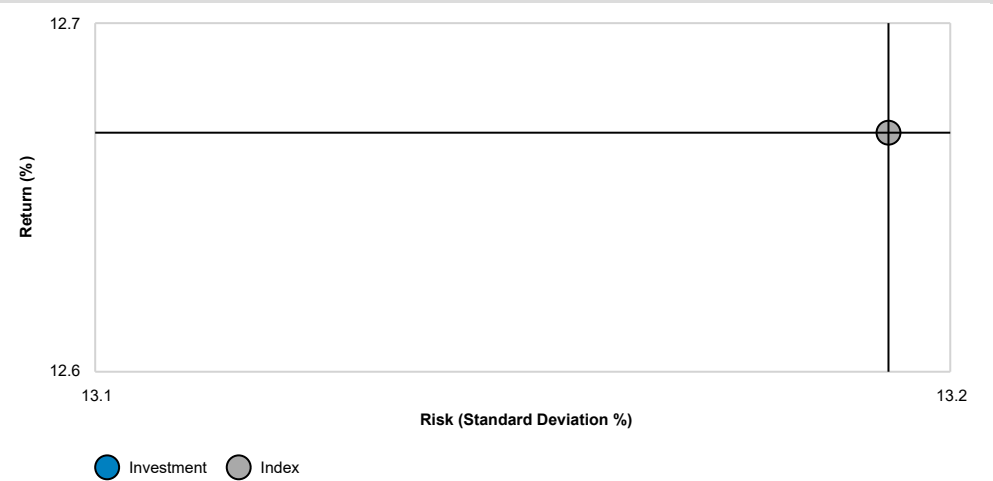 12.7
Return (%)
12.6
13.1
13.2
Risk (Standard Deviation %)
Investment
Index